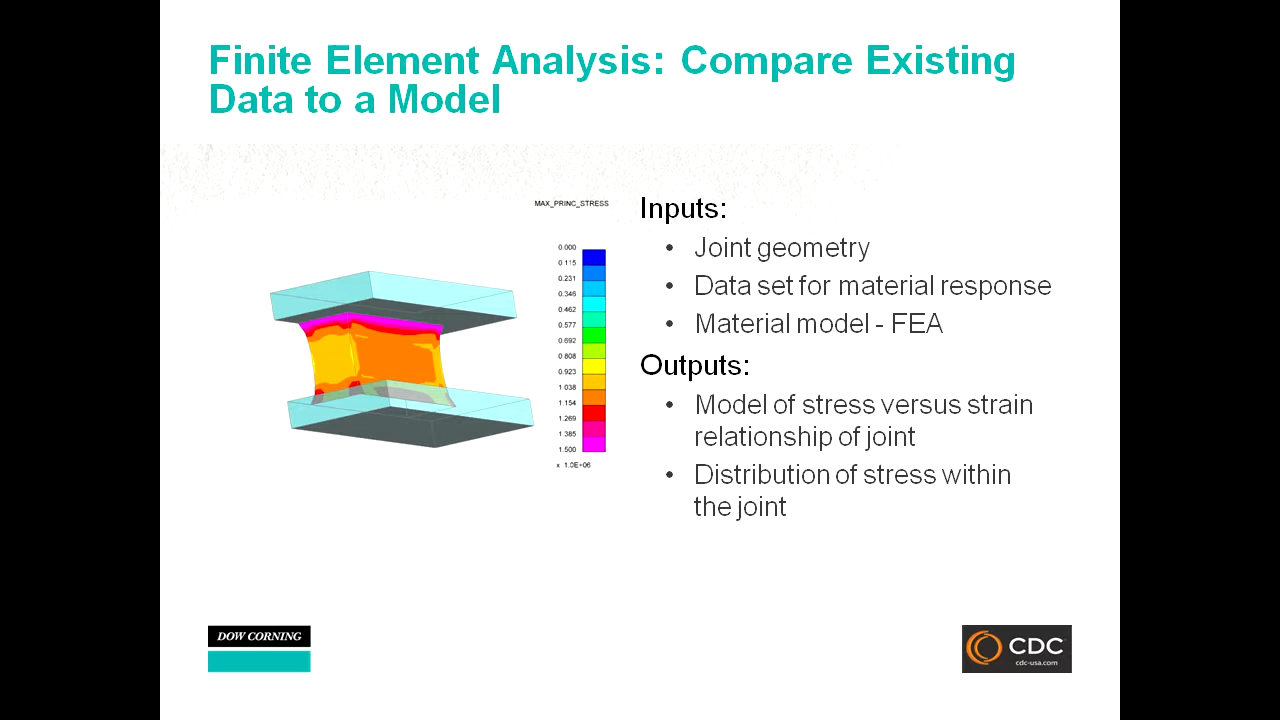 Finite Element Analysis: Compare Existing
Data to a Model
MAX_PRINC_STRESS
0.000
0.115
0.231
0.346
0.462
0.577
0.692
0.808
0.923
1.038
1.154
1.269
1.385
1.500
x 1.0E+06
Inputs:
• Joint geometry
• Data set for material response
• Material model - FEA
Outputs:
• Model of stress versus strain
relationship of joint
• Distribution of stress within
the joint
DOW CORNING
CDC
cdc-usa.com